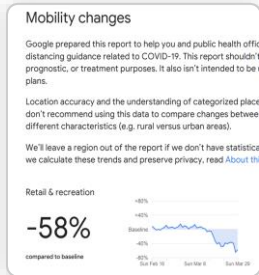 Mobility changes
Google prepared this report to help you and public health offic
distancing guidance related to COVID-19. This report shouldn't
prognostic, or treatment purposes. It also isn't intended to be
plans.
Location accuracy and the understanding of categorized place
don't recommend using this data to compare changes betwee
different characteristics (e.g. rural versus urban areas).
We'll leave a region out of the report if we don't have statistica
we calculate these trends and preserve privacy, read About thi
Retail & recreation
-58%
compared to baseline
+80%
+40%
Baseline
-40%
-80%
Sun Feb 16
Sun Mar 8
Sun Mar 29